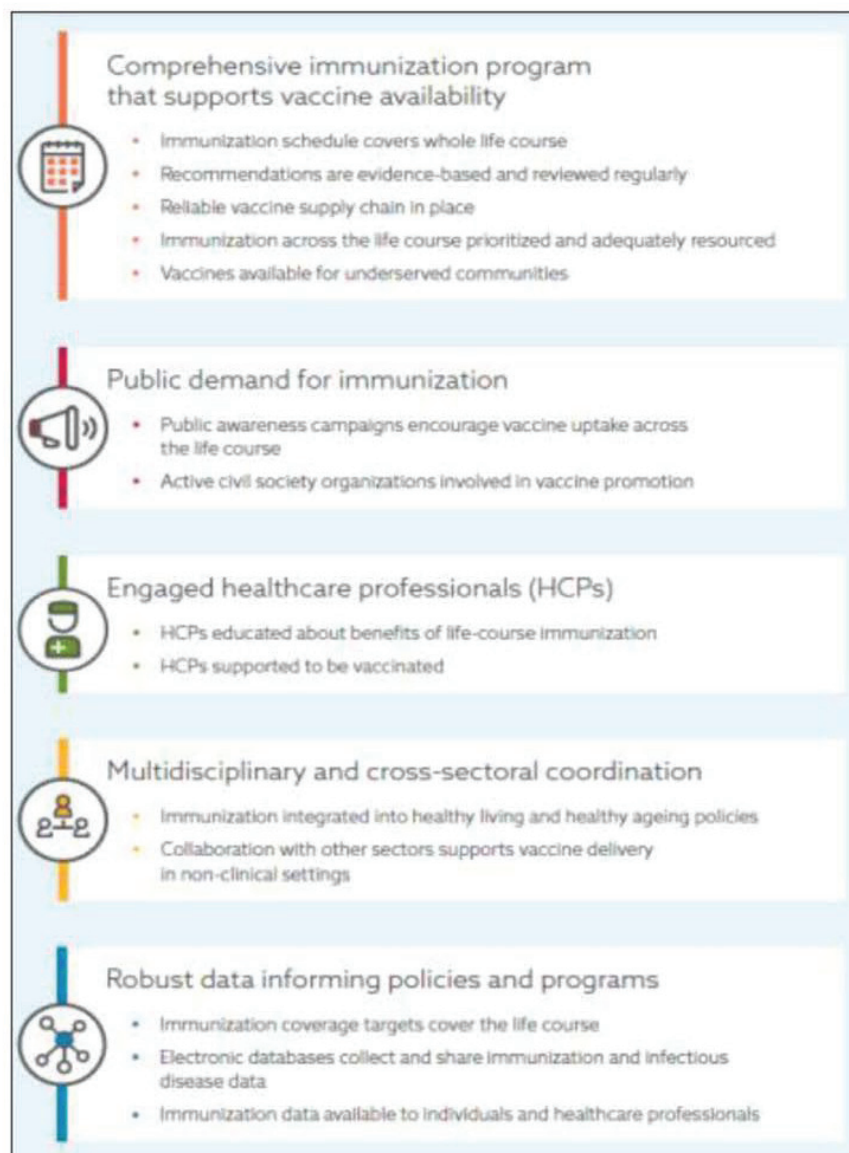 Comprehensive immunization program
that supports vaccine availability
• Immunization schedule covers whole life course
• Recommendations are evidence-based and reviewed regularly
• Reliable vaccine supply chain in place
• Immunization across the life course prioritized and adequately resourced
• Vaccines available for underserved communities
Public demand for immunization
• Public awareness campaigns encourage vaccine uptake across
the life course
• Active civil society organizations involved in vaccine promotion
Engaged healthcare professionals (HCPs)
• HCPs educated about benefits of life-course immunization
• HCPs supported to be vaccinated
Multidisciplinary and cross-sectoral coordination
• Immunization integrated into healthy living and healthy ageing policies
• Collaboration with other sectors supports vaccine delivery
in non-clinical settings
Robust data informing policies and programs
• Immunization coverage targets cover the life course
• Electronic databases collect and share immunization and infectious
disease data
• Immunization data available to individuals and healthcare professionals